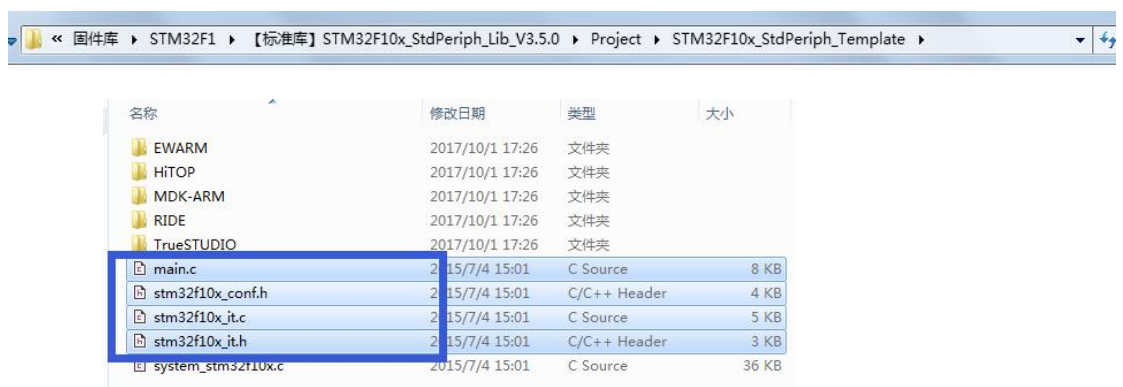 « 固件库 ▸ STM32F1 ▸ 【标准库】STM32F10x_StdPeriph_Lib_V3.5.0 ▸ Project ▸ STM32F10x_StdPeriph_Template ▸
名称 修改日期 类型 大小
EWARM 2017/10/1 17:26 文件夹
HiTOP 2017/10/1 17:26 文件夹
MDK-ARM 2017/10/1 17:26 文件夹
RIDE 2017/10/1 17:26 文件夹
TrueSTUDIO 2017/10/1 17:26 文件夹
main.c 2015/7/4 15:01 C Source 8 KB
stm32f10x_conf.h 2015/7/4 15:01 C/C++ Header 4 KB
stm32f10x_it.c 2015/7/4 15:01 C Source 5 KB
stm32f10x_it.h 2015/7/4 15:01 C/C++ Header 3 KB
system_stm32f10x.c 2015/7/4 15:01 C Source 36 KB